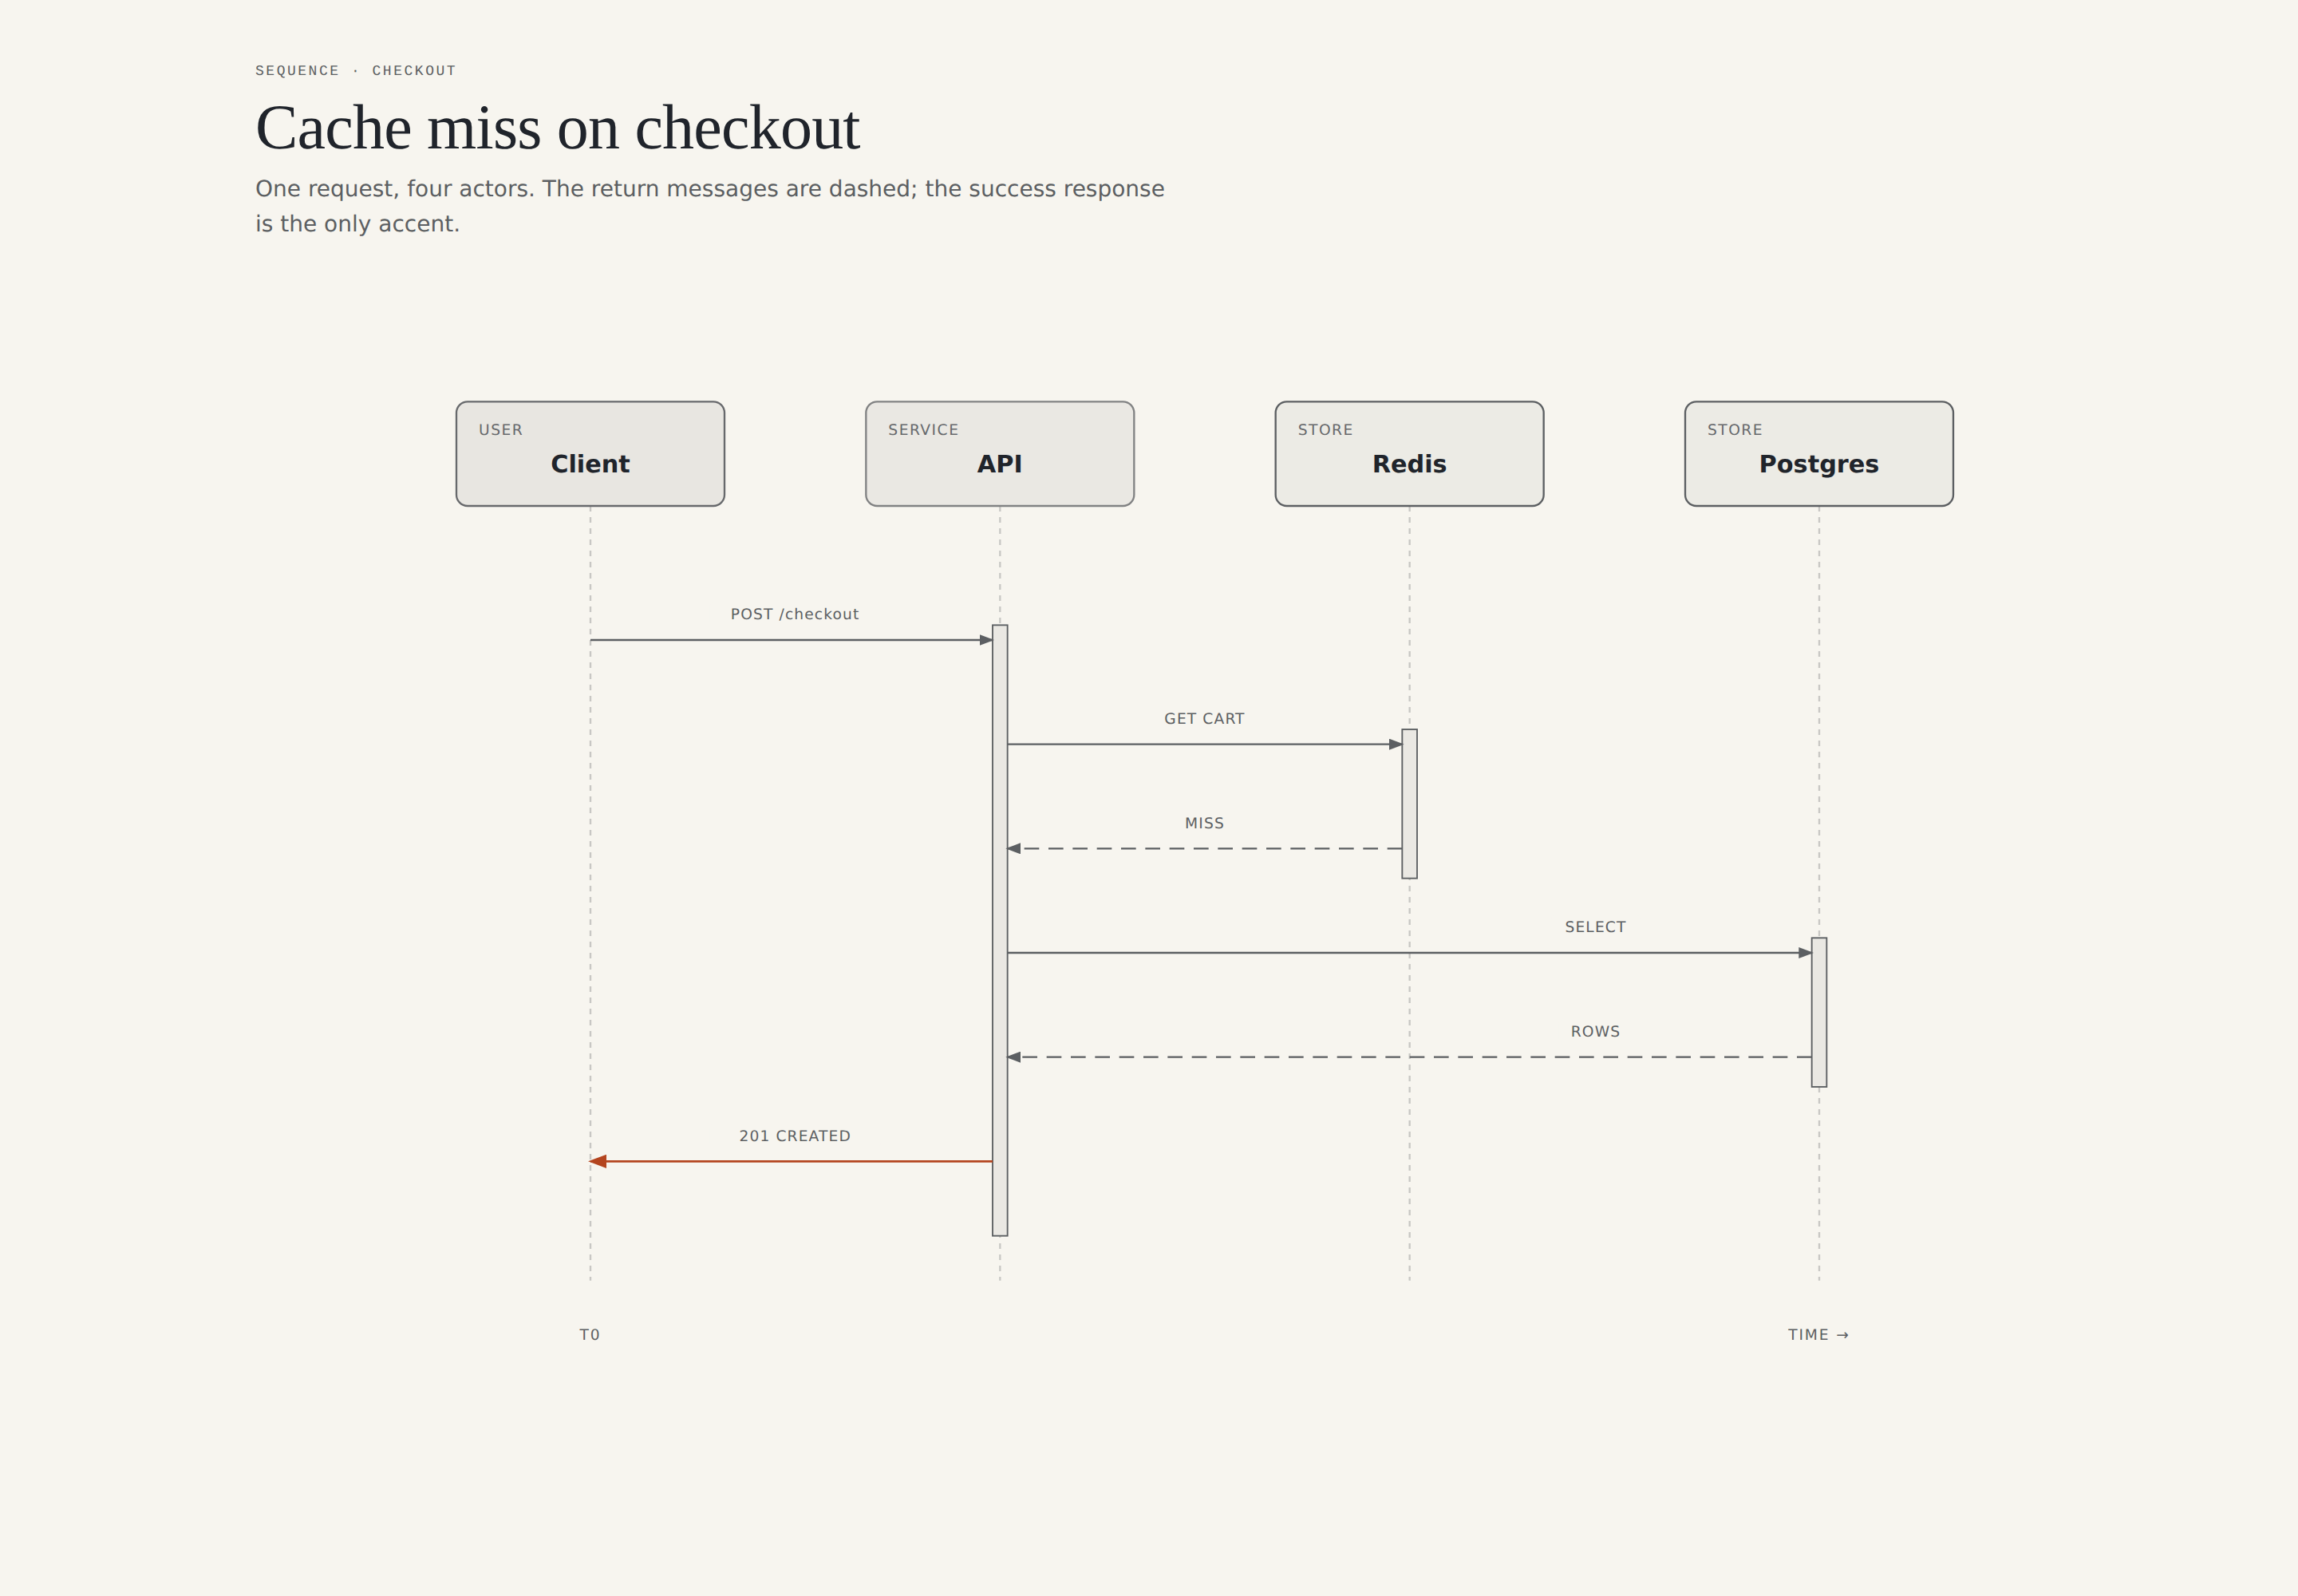 SEQUENCE · CHECKOUT
Cache miss on checkout
One request, four actors. The return messages are dashed; the success response
is the only accent.
USER
Client
SERVICE
API
STORE
Redis
STORE
Postgres
POST /checkout
GET CART
MISS
SELECT
ROWS
201 CREATED
T0
TIME →